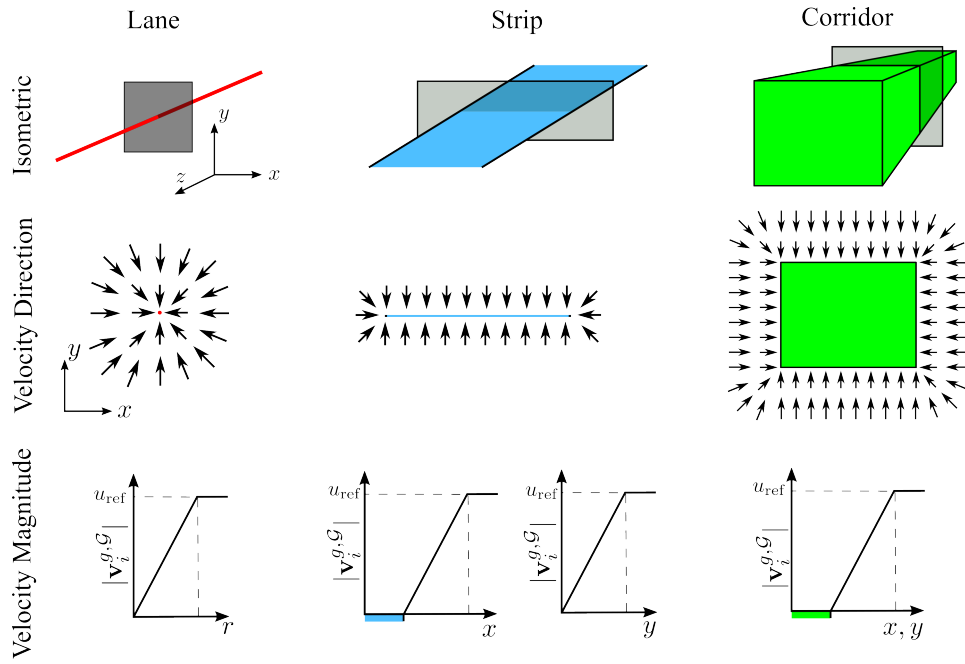 Lane
Strip
Corridor
Isometric
y
x
z
Velocity Direction
y
x
Velocity Magnitude
u_ref
|v_i^{g,𝒢}|
r
u_ref
|v_i^{g,𝒢}|
x
u_ref
|v_i^{g,𝒢}|
y
u_ref
|v_i^{g,𝒢}|
x, y